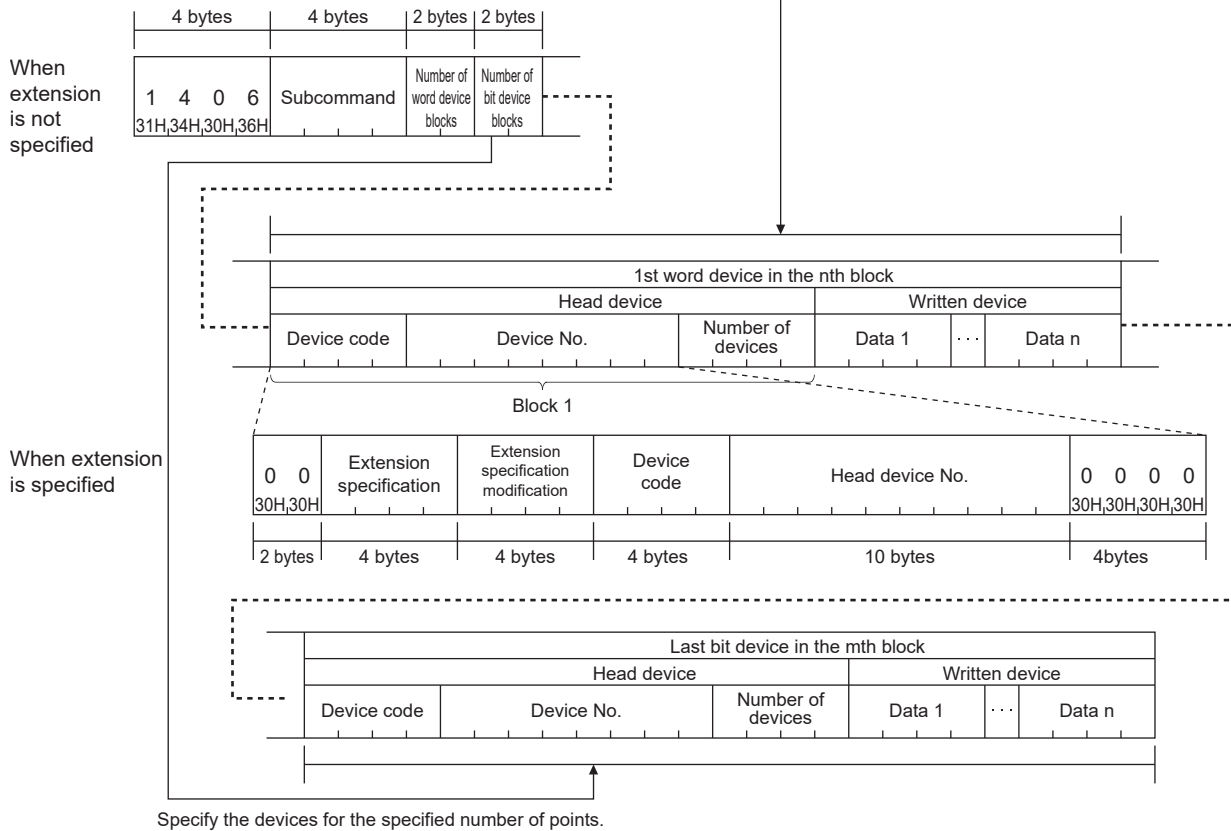 4 bytes 4 bytes 2 bytes 2 bytes
When
extension
is not
specified
1 4 0 6
31H,34H,30H,36H
Subcommand
Number of
word device
blocks
Number of
bit device
blocks
1st word device in the nth block
Head device Written device
Device code Device No. Number of
devices Data 1 ... Data n
Block 1
When extension
is specified
0 0
30H,30H
Extension
specification
Extension
specification
modification
Device
code
Head device No.
0 0 0 0
30H,30H,30H,30H
2 bytes 4 bytes 4 bytes 4 bytes 10 bytes 4bytes
Last bit device in the mth block
Head device Written device
Device code Device No. Number of
devices Data 1 ... Data n
Specify the devices for the specified number of points.